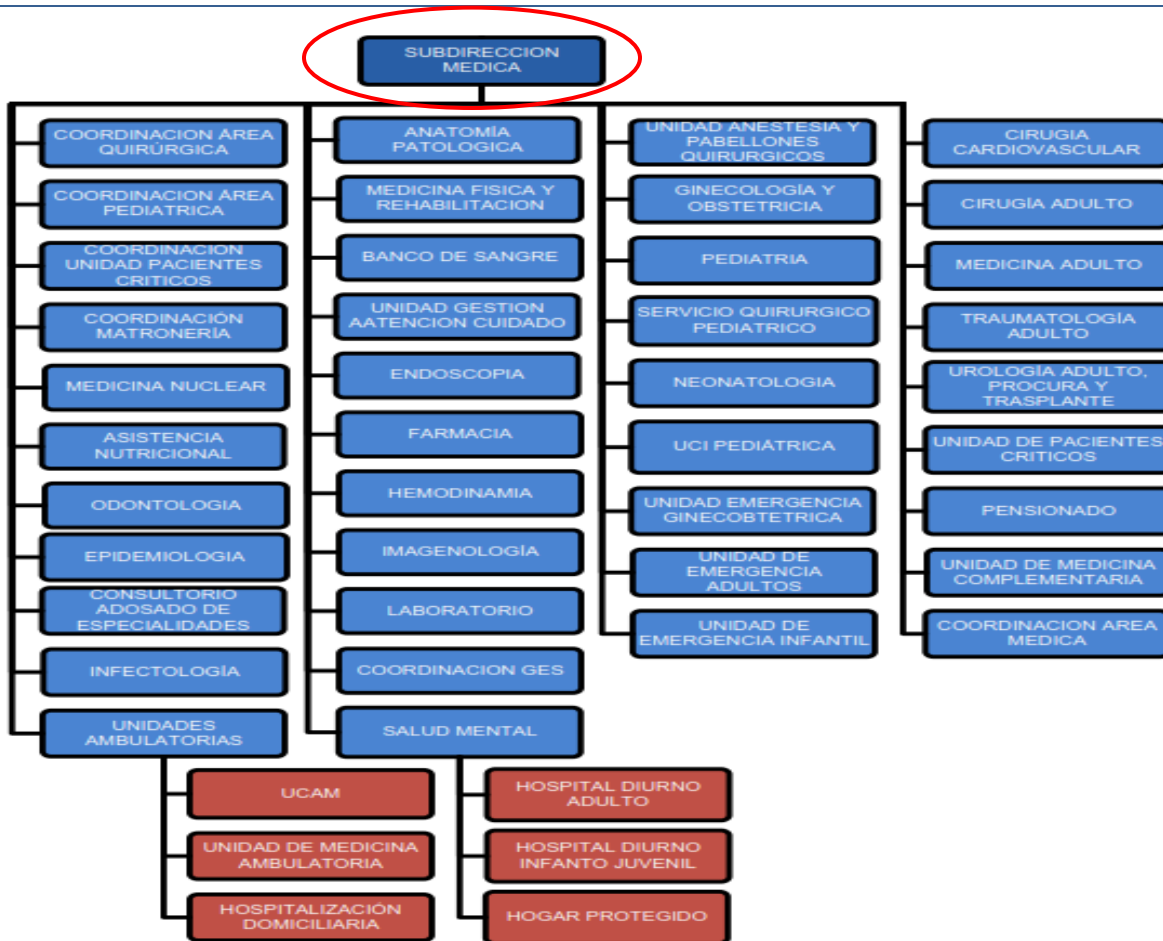 SUBDIRECCION
MEDICA
COORDINACION ÁREA
QUIRÚRGICA
COORDINACION ÁREA
PEDIATRICA
COORDINACION
UNIDAD PACIENTES
CRITICOS
COORDINACIÓN
MATRONERÍA
MEDICINA NUCLEAR
ASISTENCIA
NUTRICIONAL
ODONTOLOGIA
EPIDEMIOLOGIA
CONSULTORIO
ADOSADO DE
ESPECIALIDADES
INFECTOLOGÍA
UNIDADES
AMBULATORIAS
UCAM
UNIDAD DE MEDICINA
AMBULATORIA
HOSPITALIZACIÓN
DOMICILIARIA
ANATOMÍA
PATOLOGICA
MEDICINA FISICA Y
REHABILITACION
BANCO DE SANGRE
UNIDAD GESTION
AATENCION CUIDADO
ENDOSCOPIA
FARMACIA
HEMODINAMIA
IMAGENOLOGÍA
LABORATORIO
COORDINACION GES
SALUD MENTAL
HOSPITAL DIURNO
ADULTO
HOSPITAL DIURNO
INFANTO JUVENIL
HOGAR PROTEGIDO
UNIDAD ANESTESIA Y
PABELLONES
QUIRURGICOS
GINECOLOGÍA Y
OBSTETRICIA
PEDIATRIA
SERVICIO QUIRURGICO
PEDIATRICO
NEONATOLOGIA
UCI PEDIÁTRICA
UNIDAD EMERGENCIA
GINECOBTETRICA
UNIDAD DE
EMERGENCIA
ADULTOS
UNIDAD DE
EMERGENCIA INFANTIL
CIRUGIA
CARDIOVASCULAR
CIRUGÍA ADULTO
MEDICINA ADULTO
TRAUMATOLOGÍA
ADULTO
UROLOGÍA ADULTO,
PROCURA Y
TRASPLANTE
UNIDAD DE PACIENTES
CRITICOS
PENSIONADO
UNIDAD DE MEDICINA
COMPLEMENTARIA
COORDINACION AREA
MEDICA